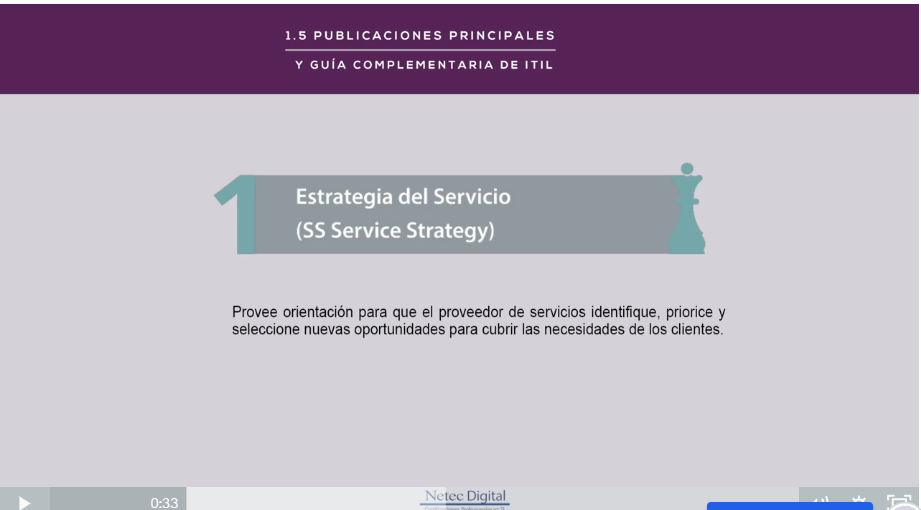 1.5 PUBLICACIONES PRINCIPALES
Y GUÍA COMPLEMENTARIA DE ITIL
1
Estrategia del Servicio
(SS Service Strategy)
Provee orientación para que el proveedor de servicios identifique, priorice y
seleccione nuevas oportunidades para cubrir las necesidades de los clientes.
0:33
Netec Digital